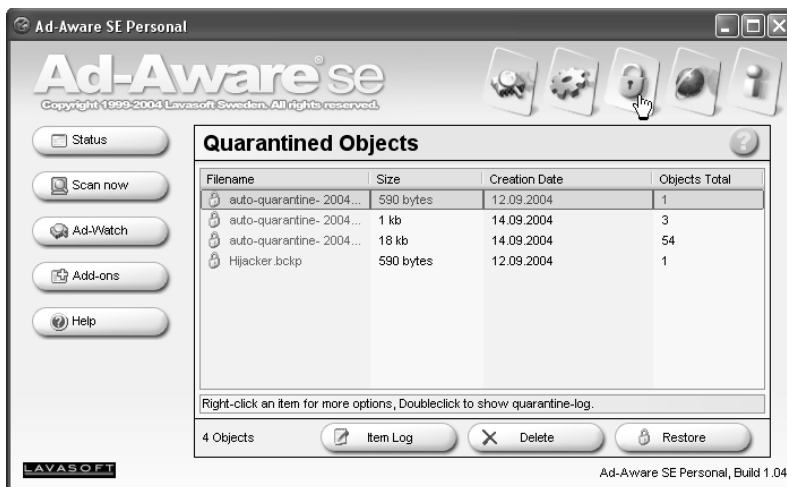 Ad-Aware SE Personal
Ad-Aware se
Copyright 1999-2004 Lavasoft Sweden. All rights reserved.
Status
Scan now
Ad-Watch
Add-ons
Help
Quarantined Objects
?
Filename Size Creation Date Objects Total
auto-quarantine- 2004... 590 bytes 12.09.2004 1
auto-quarantine- 2004... 1 kb 14.09.2004 3
auto-quarantine- 2004... 18 kb 14.09.2004 54
Hijacker.bckp 590 bytes 12.09.2004 1
Right-click an item for more options, Doubleclick to show quarantine-log.
4 Objects Item Log Delete Restore
LAVASOFT
Ad-Aware SE Personal, Build 1.04